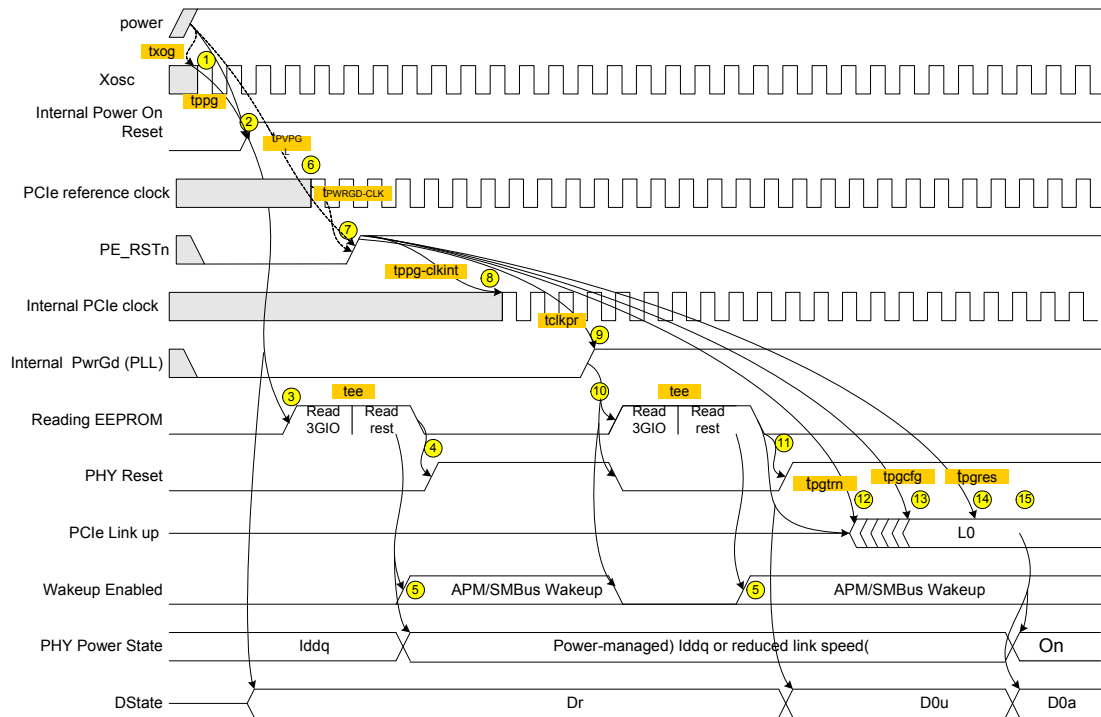 power
txog
1
Xosc
tppg
Internal Power On
Reset
2
tPVPG
L
6
PCIe reference clock
tPWRGD-CLK
7
PE_RSTn
tppg-clkint
8
Internal PCIe clock
tclkpr
9
Internal PwrGd (PLL)
3
tee
10
tee
Reading EEPROM
Read
3GIO
Read
rest
Read
3GIO
Read
rest
4
11
PHY Reset
tpgtrn
tpgcfg
tpgres
12
13
14
15
PCIe Link up
L0
Wakeup Enabled
5
APM/SMBus Wakeup
5
APM/SMBus Wakeup
PHY Power State
Iddq
Power-managed) Iddq or reduced link speed(
On
DState
Dr
D0u
D0a